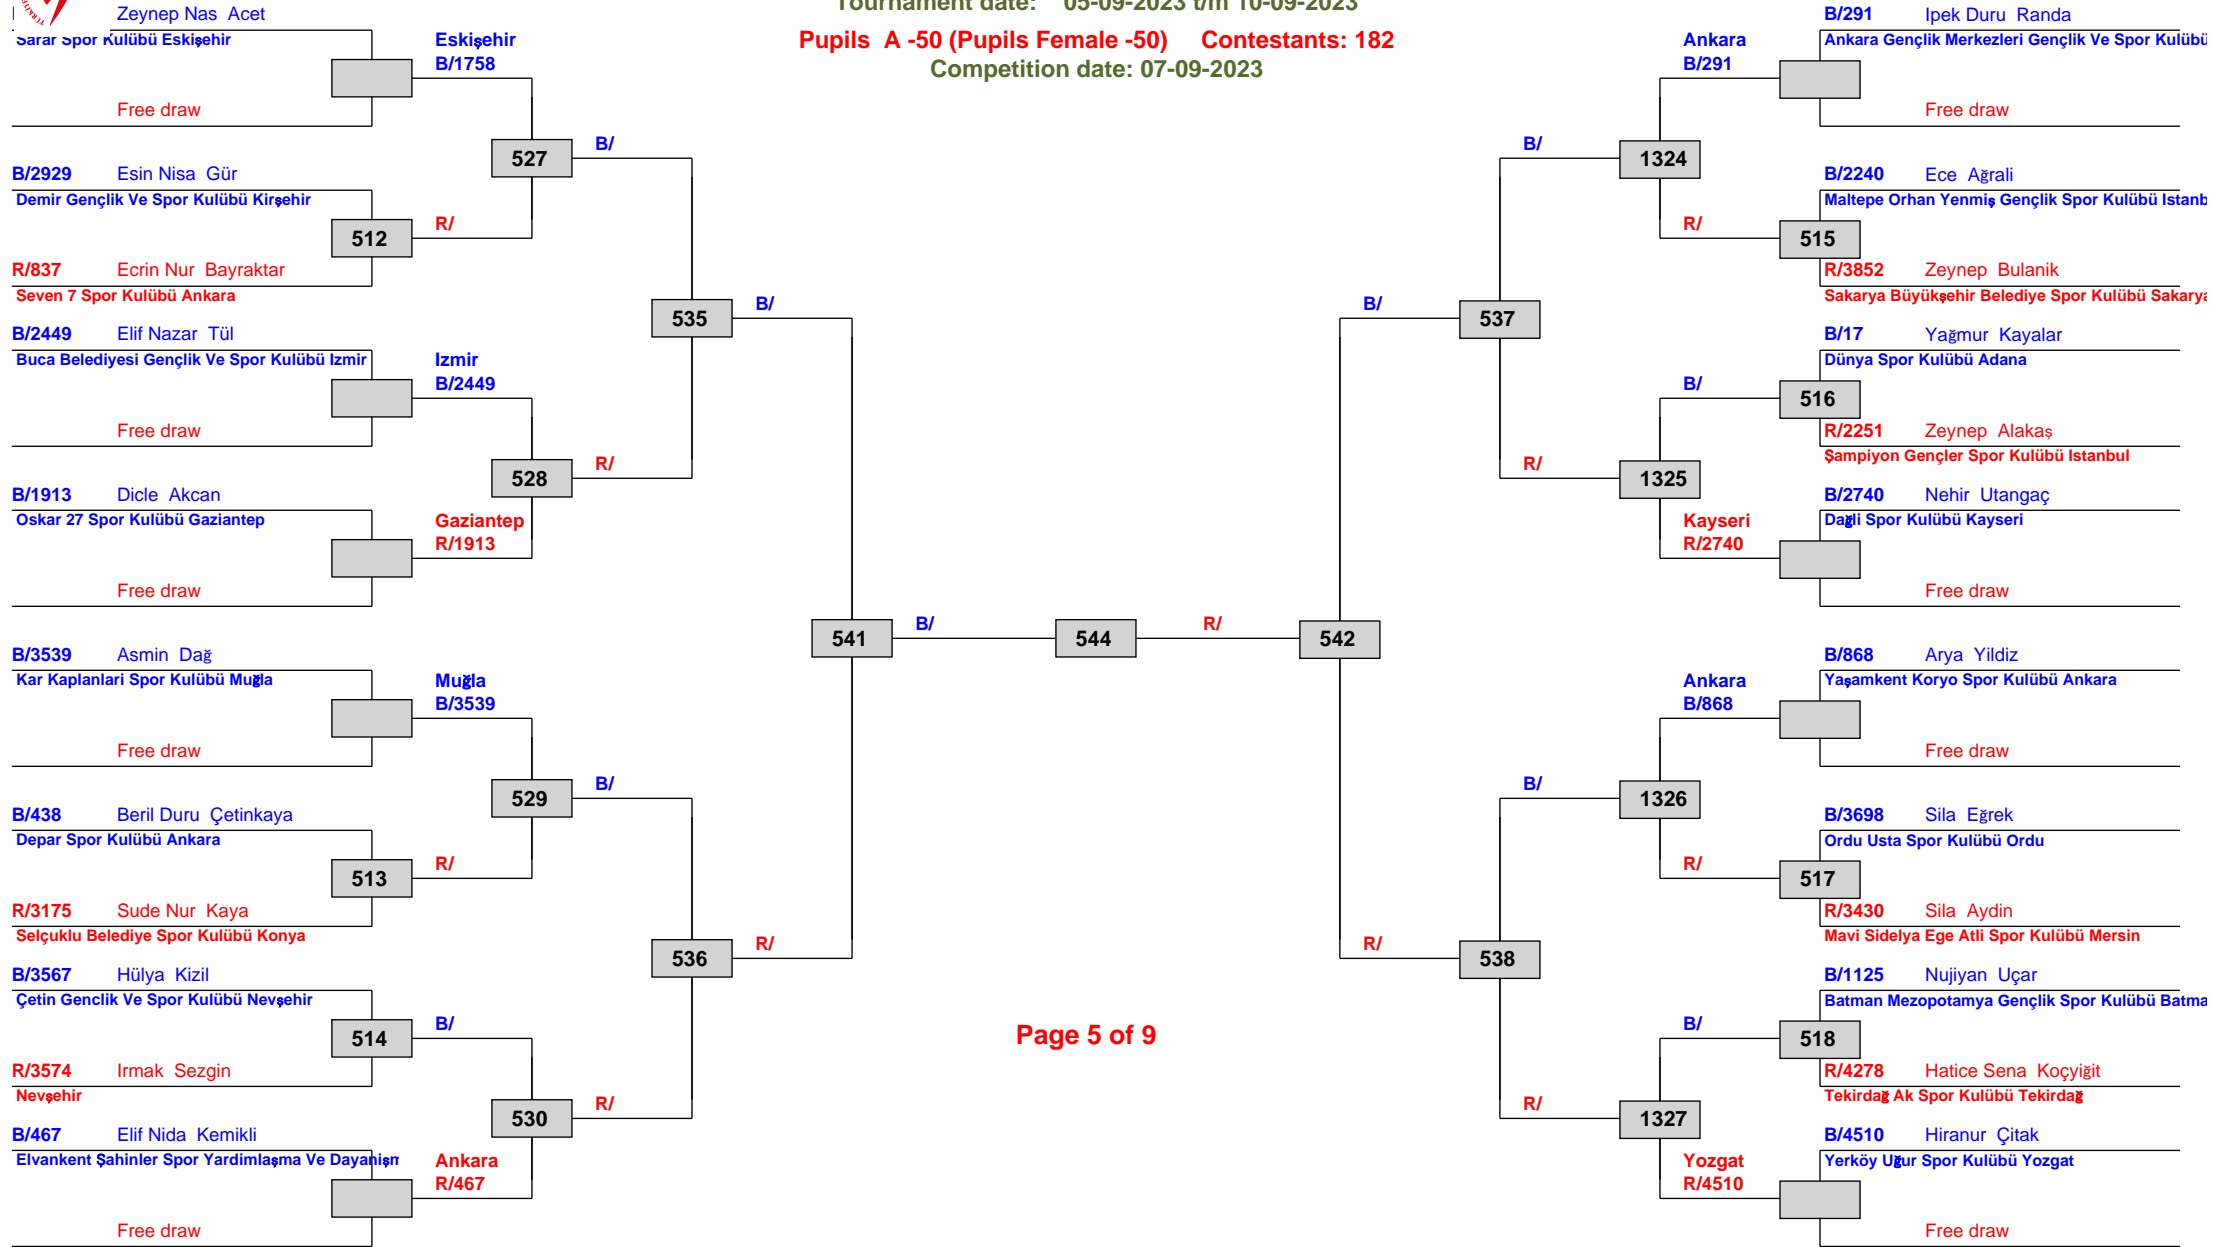 Tournament date: 05-09-2023 t/m 10-09-2023
Pupils A -50 (Pupils Female -50) Contestants: 182
Competition date: 07-09-2023
Zeynep Nas Acet
Sarar Spor Kulübü Eskişehir
Eskişehir
B/1758
Free draw
527
B/
B/2929 Esin Nisa Gür
Demir Gençlik Ve Spor Kulübü Kirşehir
512
R/
R/837 Ecrin Nur Bayraktar
Seven 7 Spor Kulübü Ankara
535
B/
B/2449 Elif Nazar Tül
Buca Belediyesi Gençlik Ve Spor Kulübü Izmir
Izmir
B/2449
Free draw
528
R/
B/1913 Dicle Akcan
Oskar 27 Spor Kulübü Gaziantep
Gaziantep
R/1913
Free draw
541
B/
544
R/
542
B/3539 Asmin Dağ
Kar Kaplanlari Spor Kulübü Muğla
Muğla
B/3539
Free draw
529
B/
B/438 Beril Duru Çetinkaya
Depar Spor Kulübü Ankara
513
R/
R/3175 Sude Nur Kaya
Selçuklu Belediye Spor Kulübü Konya
536
R/
B/3567 Hülya Kizil
Çetin Genclik Ve Spor Kulübü Nevşehir
514
B/
R/3574 Irmak Sezgin
Nevşehir
530
R/
B/467 Elif Nida Kemikli
Elvankent Şahinler Spor Yardimlaşma Ve Dayanişm
Ankara
R/467
Free draw
B/291 Ipek Duru Randa
Ankara Gençlik Merkezleri Gençlik Ve Spor Kulübü
Ankara
B/291
Free draw
B/
1324
B/2240 Ece Ağrali
Maltepe Orhan Yenmiş Gençlik Spor Kulübü Istanb
R/
515
R/3852 Zeynep Bulanik
Sakarya Büyükşehir Belediye Spor Kulübü Sakarya
B/
537
B/17 Yağmur Kayalar
Dünya Spor Kulübü Adana
B/
516
R/2251 Zeynep Alakaş
Şampiyon Gençler Spor Kulübü Istanbul
R/
1325
B/2740 Nehir Utangaç
Dağli Spor Kulübü Kayseri
Kayseri
R/2740
Free draw
B/868 Arya Yildiz
Yaşamkent Koryo Spor Kulübü Ankara
Ankara
B/868
Free draw
B/
1326
B/3698 Sila Eğrek
Ordu Usta Spor Kulübü Ordu
R/
517
R/3430 Sila Aydin
Mavi Sidelya Ege Atli Spor Kulübü Mersin
R/
538
B/1125 Nujiyan Uçar
Batman Mezopotamya Gençlik Spor Kulübü Batma
B/
518
R/4278 Hatice Sena Koçyiğit
Tekirdağ Ak Spor Kulübü Tekirdağ
R/
1327
B/4510 Hiranur Çitak
Yerköy Uğur Spor Kulübü Yozgat
Yozgat
R/4510
Free draw
Page 5 of 9